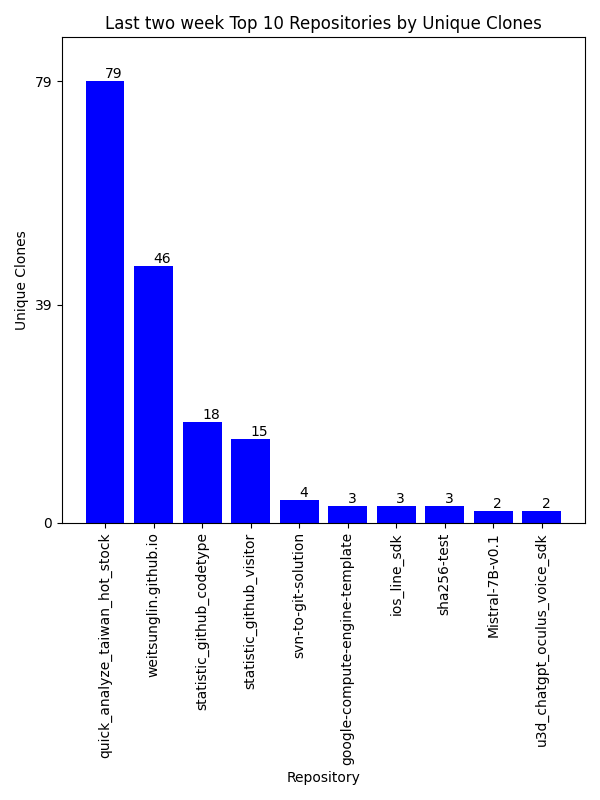 Last two week Top 10 Repositories by Unique Clones
79
39
0
Unique Clones
79
46
18
15
4
3
3
3
2
2
quick_analyze_taiwan_hot_stock
weitsunglin.github.io
statistic_github_codetype
statistic_github_visitor
svn-to-git-solution
google-compute-engine-template
ios_line_sdk
sha256-test
Mistral-7B-v0.1
u3d_chatgpt_oculus_voice_sdk
Repository